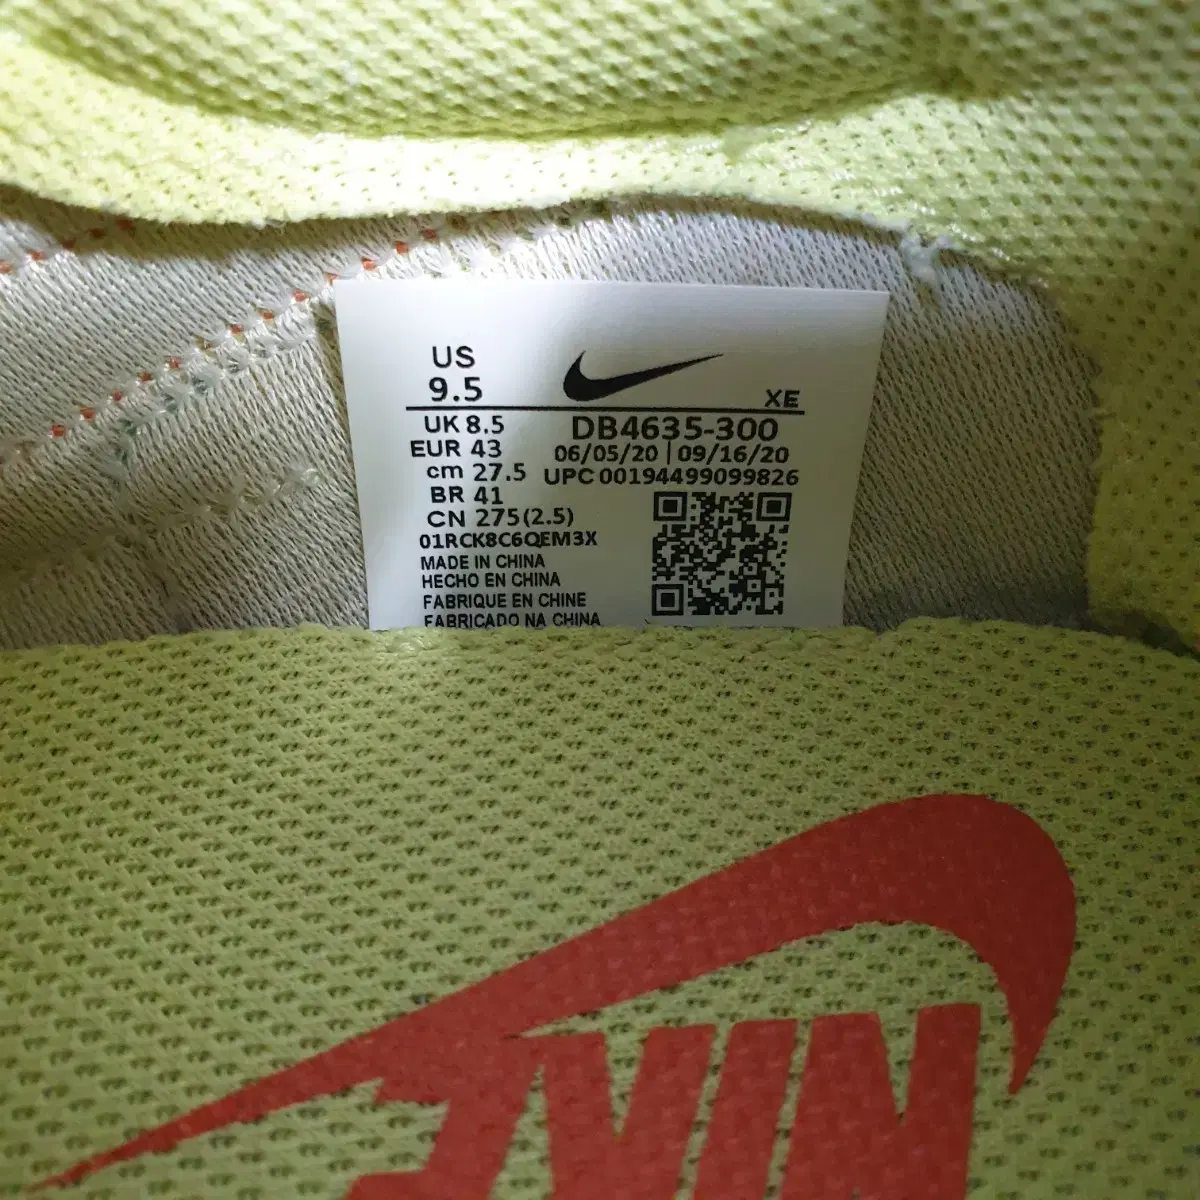 US
9.5
XE
UK 8.5
DB4635-300
EUR 43
06/05/20 | 09/16/20
cm 27.5
UPC 00194499099826
BR 41
CN 275(2.5)
01RCK8C6QEM3X
MADE IN CHINA
HECHO EN CHINA
FABRIQUE EN CHINE
FABRICADO NA CHINA